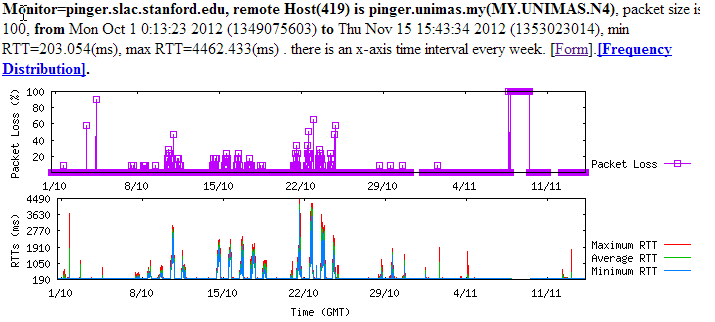 Monitor=pinger.slac.stanford.edu, remote Host(419) is pinger.unimas.my(MY.UNIMAS.N4), packet size is
100, from Mon Oct 1 0:13:23 2012 (1349075603) to Thu Nov 15 15:43:34 2012 (1353023014), min
RTT=203.054(ms), max RTT=4462.433(ms) . there is an x-axis time interval every week. [Form].[Frequency
Distribution].
Packet Loss (%)
100
80
60
40
20
1/10 8/10 15/10 22/10 29/10 4/11 11/11
Packet Loss
RTTs (ms)
4490
3630
2770
1910
1050
190
1/10 8/10 15/10 22/10 29/10 4/11 11/11
Time (GMT)
Maximum RTT
Average RTT
Minimum RTT